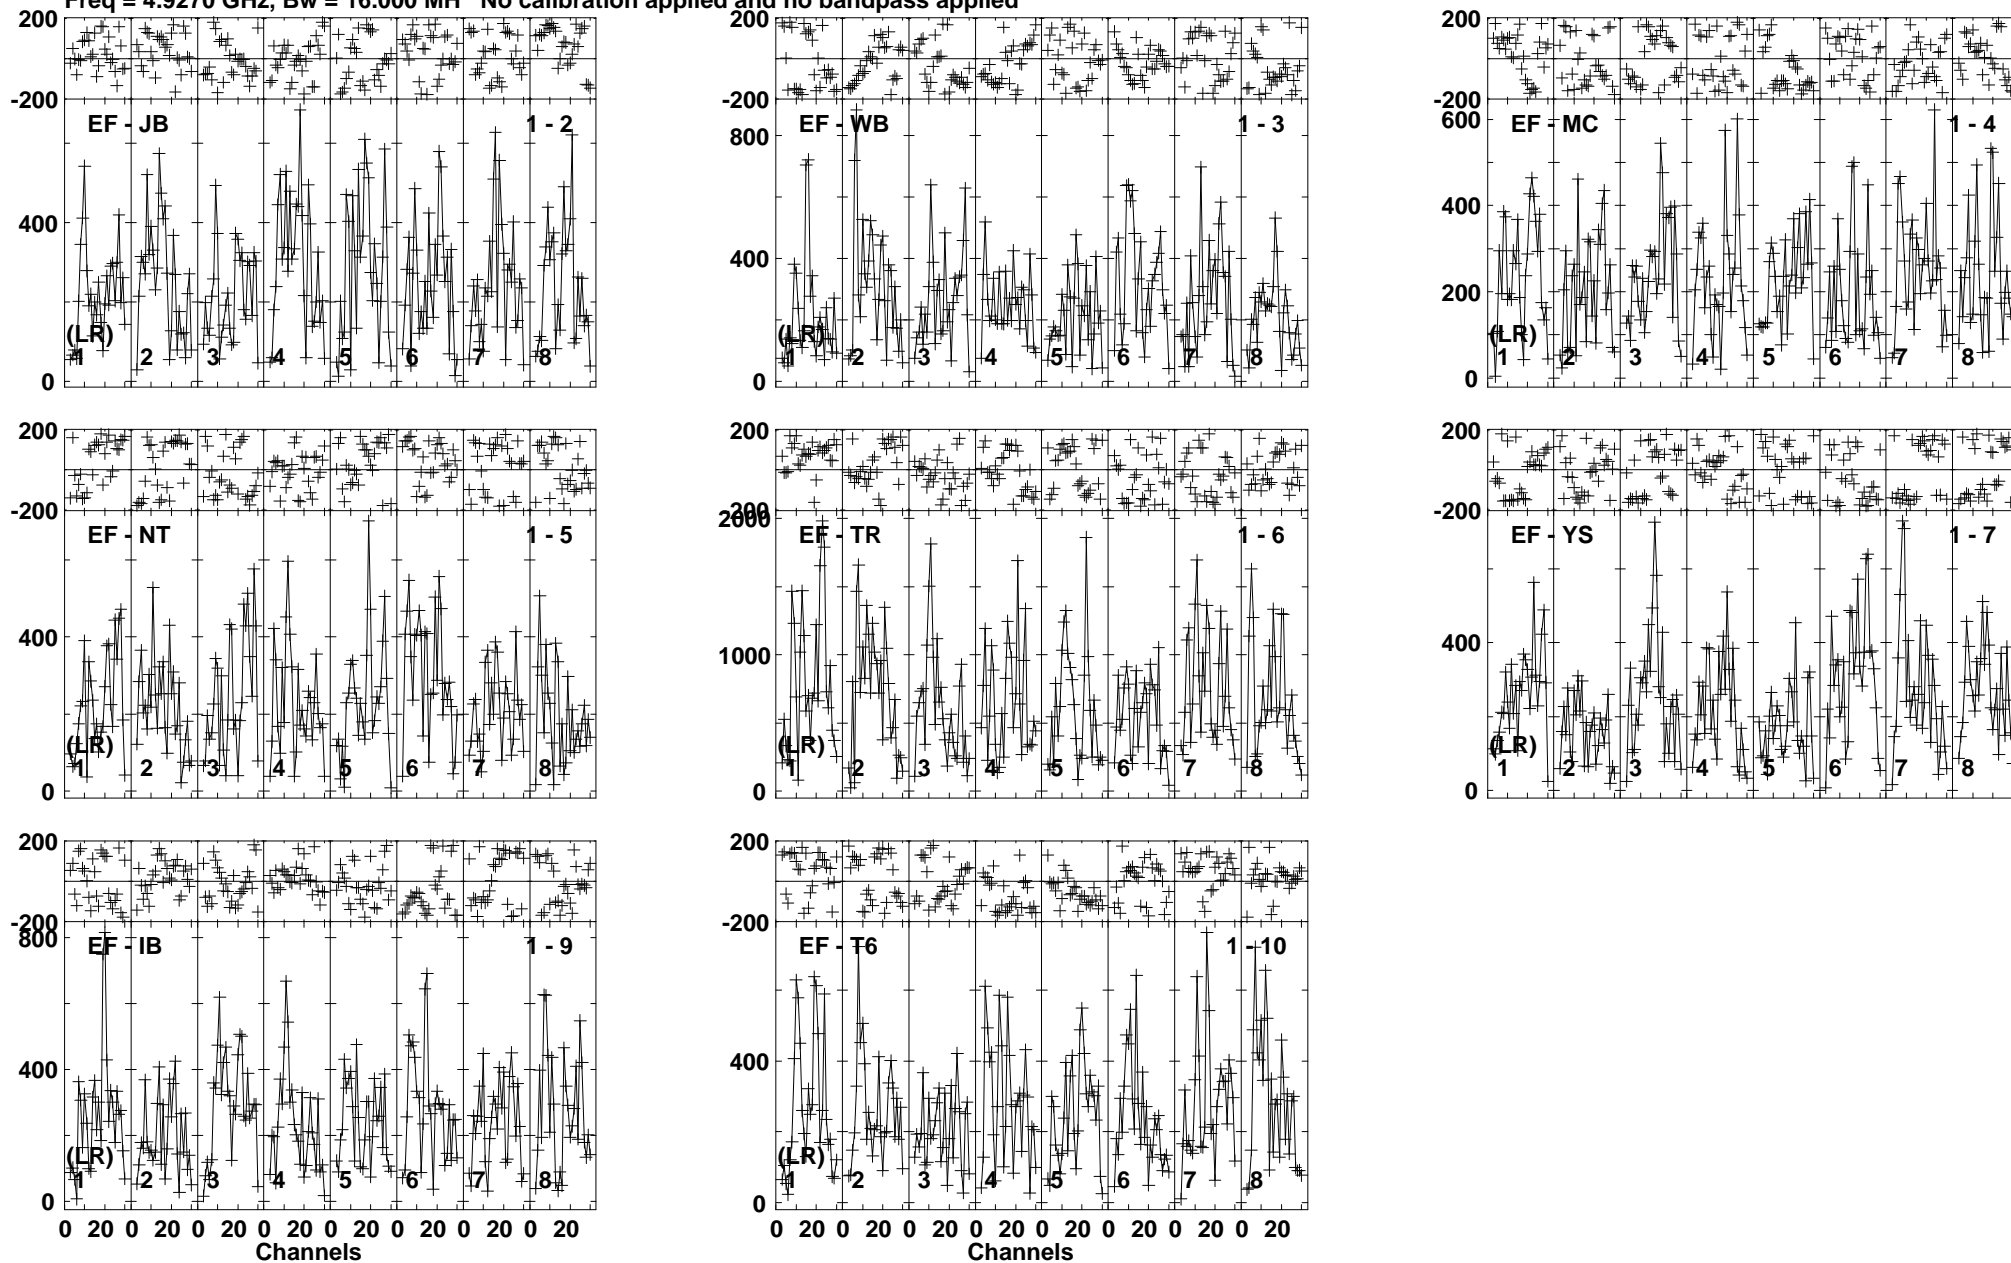 Freq = 4.9270 GHz, Bw = 16.000 MH No calibration applied and no bandpass applied
200
-200
EF - JB 1 - 2
400
0
(LR)
1 2 3 4 5 6 7 8
200
-200
EF - WB 1 - 3
800
400
0
(LR)
1 2 3 4 5 6 7 8
200
-200
EF - MC 1 - 4
600
400
200
0
(LR)
1 2 3 4 5 6 7 8
200
-200
EF - NT 1 - 5
400
0
(LR)
1 2 3 4 5 6 7 8
200
-200
2000
EF - TR 1 - 6
1000
0
(LR)
1 2 3 4 5 6 7 8
200
-200
EF - YS 1 - 7
400
0
(LR)
1 2 3 4 5 6 7 8
200
-200
800
EF - IB 1 - 9
400
0
(LR)
1 2 3 4 5 6 7 8
0 20 0 20 0 20 0 20 0 20 0 20 0 20 0 20
Channels
200
-200
EF - T6 1 - 10
400
0
(LR)
1 2 3 4 5 6 7 8
0 20 0 20 0 20 0 20 0 20 0 20 0 20 0 20
Channels